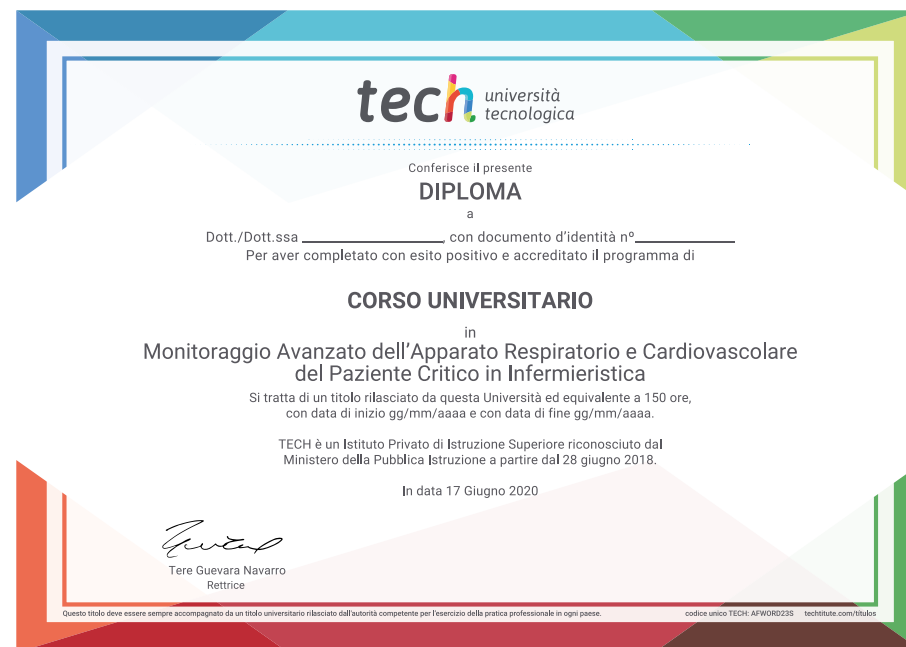 tech università
tecnologica
Conferisce il presente
DIPLOMA
a
Dott./Dott.ssa ____________________, con documento d'identità nº______________
Per aver completato con esito positivo e accreditato il programma di
CORSO UNIVERSITARIO
in
Monitoraggio Avanzato dell'Apparato Respiratorio e Cardiovascolare
del Paziente Critico in Infermieristica
Si tratta di un titolo rilasciato da questa Università ed equivalente a 150 ore,
con data di inizio gg/mm/aaaa e con data di fine gg/mm/aaaa.
TECH è un Istituto Privato di Istruzione Superiore riconosciuto dal
Ministero della Pubblica Istruzione a partire dal 28 giugno 2018.
In data 17 Giugno 2020
Tere Guevara Navarro
Rettrice
Questo titolo deve essere sempre accompagnato da un titolo universitario rilasciato dall'autorità competente per l'esercizio della pratica professionale in ogni paese. codice unico TECH: AFWORD23S techtitute.com/títulos